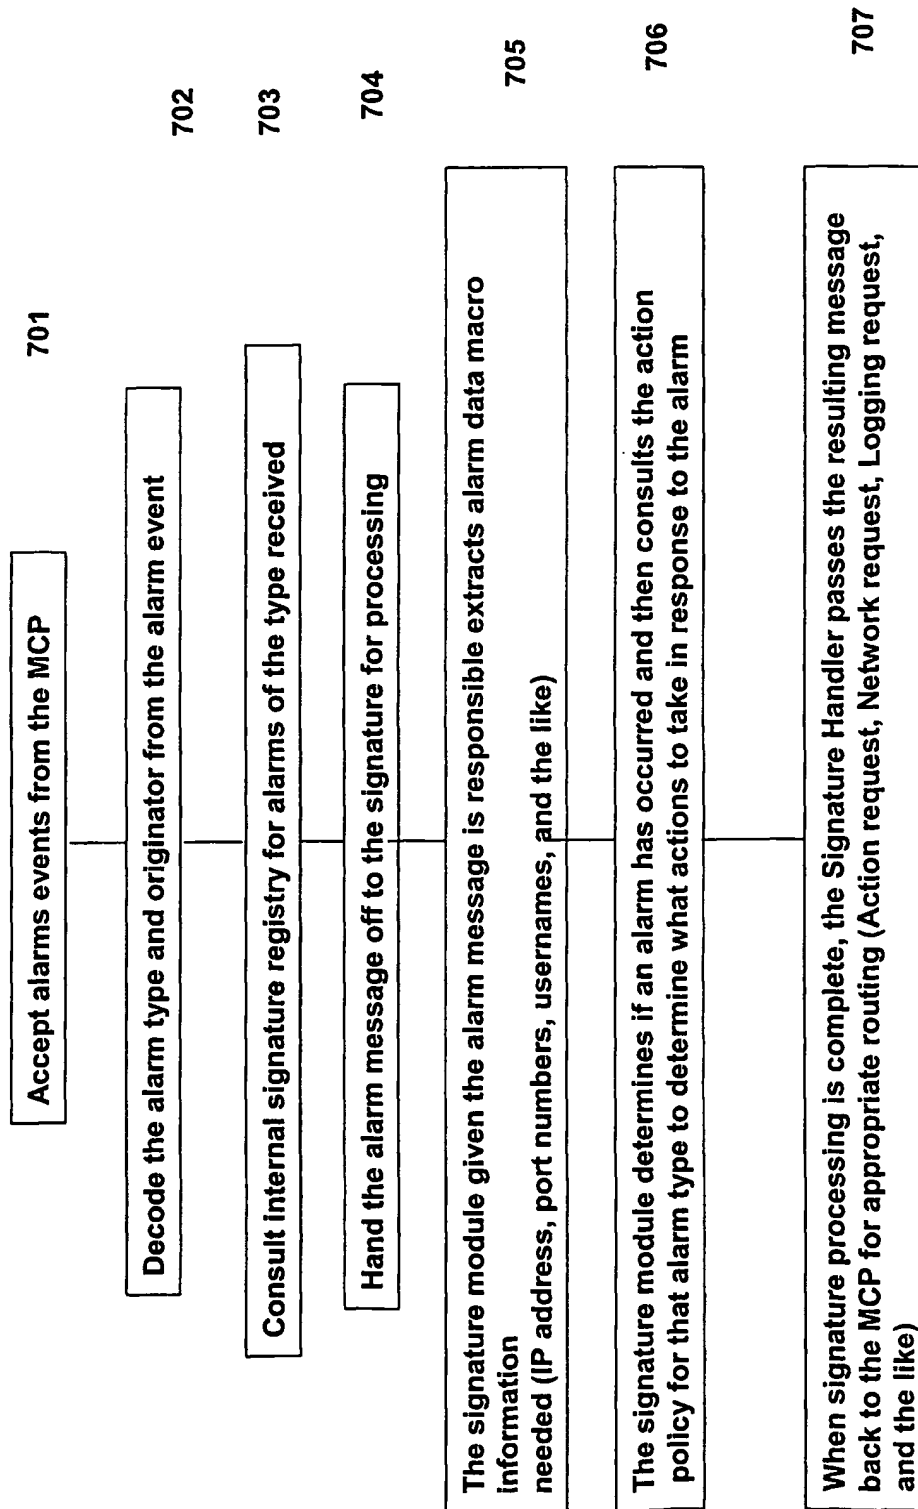 701
Accept alarms events from the MCP
702
Decode the alarm type and originator from the alarm event
703
Consult internal signature registry for alarms of the type received
704
Hand the alarm message off to the signature for processing
705
The signature module given the alarm message is responsible extracts alarm data macro
information
needed (IP address, port numbers, usernames, and the like)
706
The signature module determines if an alarm has occurred and then consults the action
policy for that alarm type to determine what actions to take in response to the alarm
707
When signature processing is complete, the Signature Handler passes the resulting message
back to the MCP for appropriate routing (Action request, Network request, Logging request,
and the like)